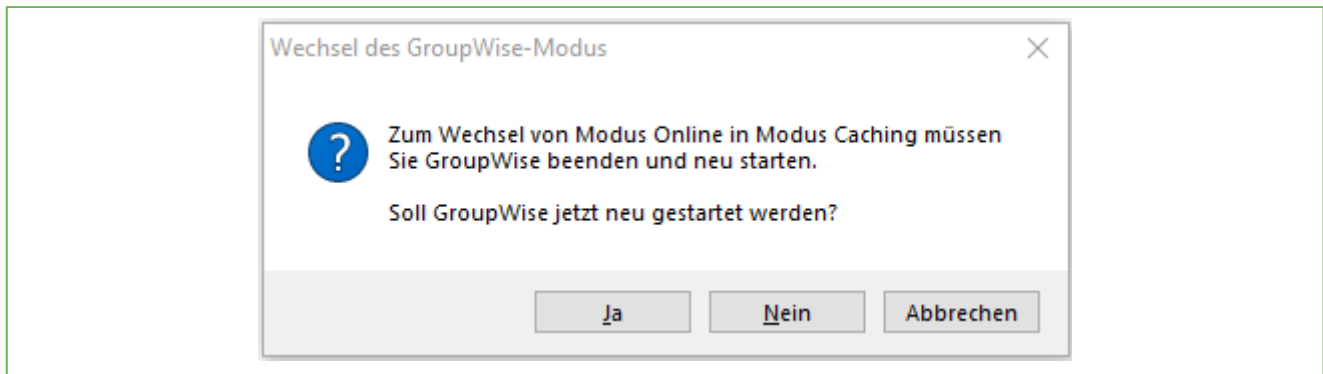 Wechsel des GroupWise-Modus
Zum Wechsel von Modus Online in Modus Caching müssen
Sie GroupWise beenden und neu starten.
Soll GroupWise jetzt neu gestartet werden?
Ja
Nein
Abbrechen